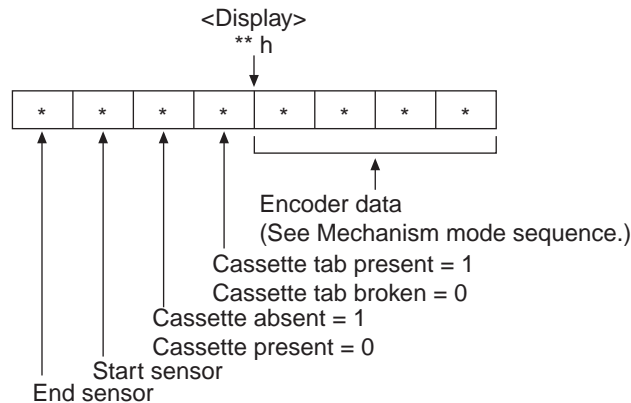 <Display>
** h
* * * * * * * *
Encoder data
(See Mechanism mode sequence.)
Cassette tab present = 1
Cassette tab broken = 0
Cassette absent = 1
Cassette present = 0
Start sensor
End sensor